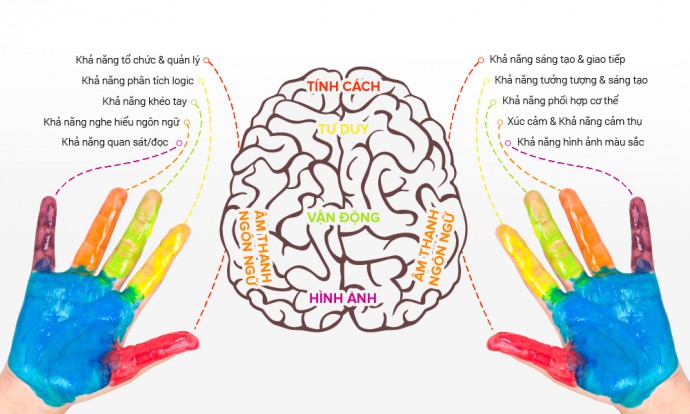 Khả năng tổ chức & quản lý
Khả năng phân tích logic
Khả năng khéo tay
Khả năng nghe hiểu ngôn ngữ
Khả năng quan sát/đọc
TÍNH CÁCH
TƯ DUY
VẬN ĐỘNG
ÂM THANH
NGÔN NGỮ
ÂM THANH
NGÔN NGỮ
HÌNH ẢNH
Khả năng sáng tạo & giao tiếp
Khả năng tưởng tượng & sáng tạo
Khả năng phối hợp cơ thể
Xúc cảm & Khả năng cảm thụ
Khả năng hình ảnh màu sắc